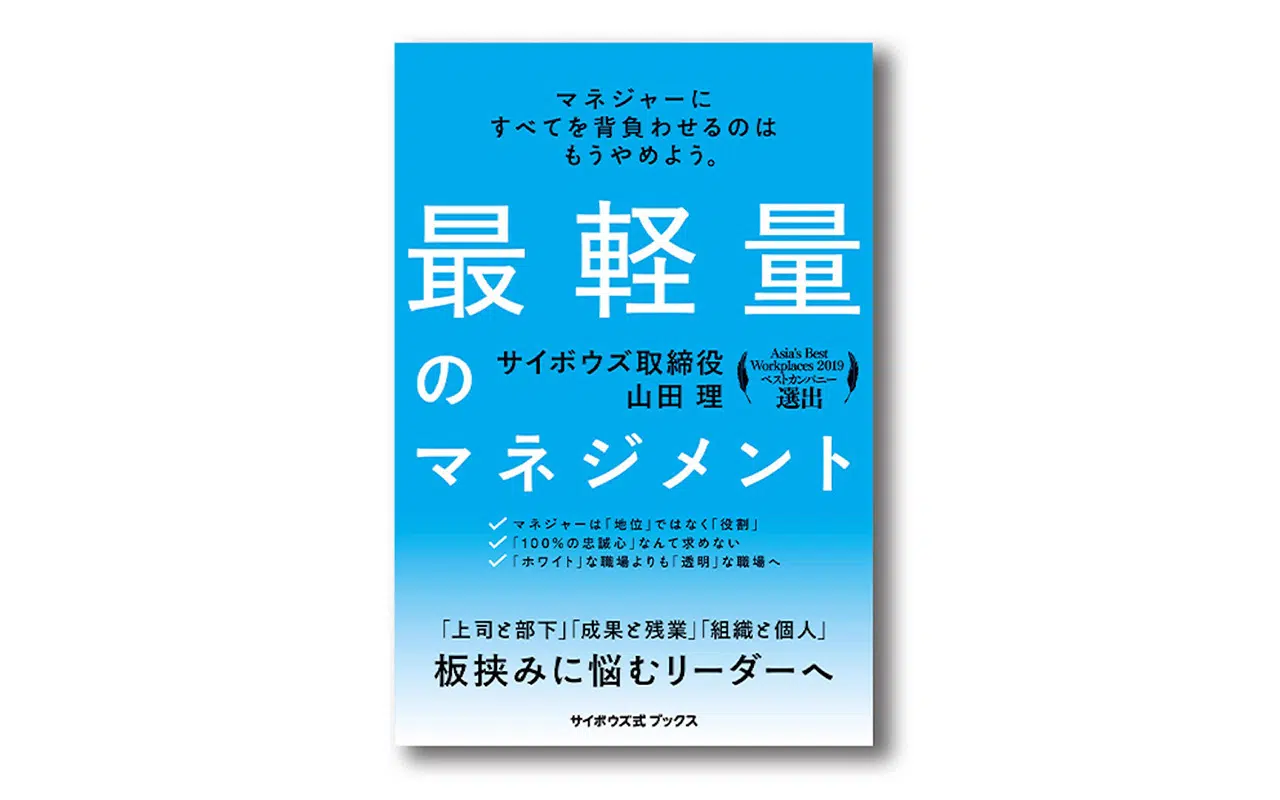 マネジャーに
すべてを背負わせるのは
もうやめよう。
最軽量
の
マネジメント
サイボウズ取締役
山田 理
Asia's Best
Workplaces 2019
ベストカンパニー
選出
マネジャーは「地位」ではなく「役割」
「100%の忠誠心」なんて求めない
「ホワイト」な職場よりも「透明」な職場へ
「上司と部下」「成果と残業」「組織と個人」
板挟みに悩むリーダーへ
サイボウズ式 ブックス